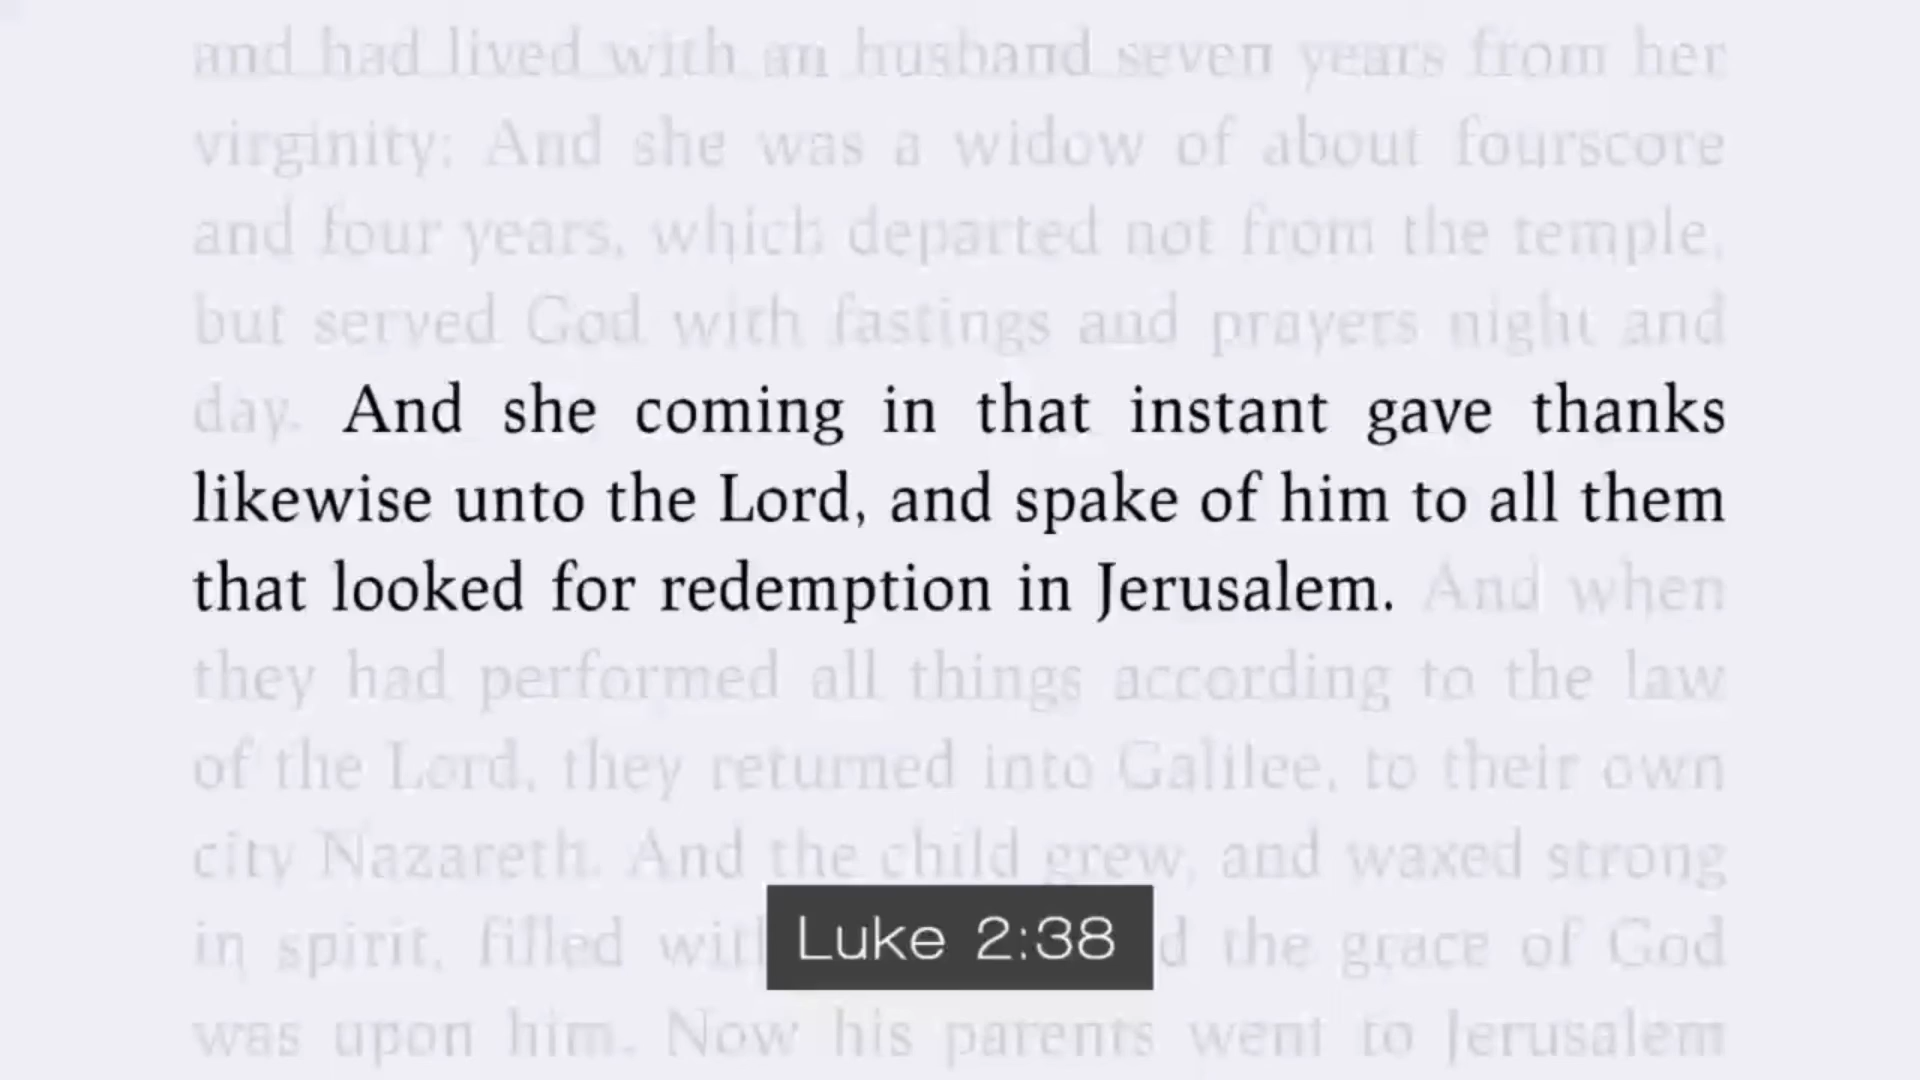 and had lived with an husband seven years from her
virginity; And she was a widow of about fourscore
and four years, which departed not from the temple,
but served God with fastings and prayers night and
day. And she coming in that instant gave thanks
likewise unto the Lord, and spake of him to all them
that looked for redemption in Jerusalem. And when
they had performed all things according to the law
of the Lord, they returned into Galilee, to their own
city Nazareth. And the child grew, and waxed strong
in spirit, filled the grace of God
Luke 2:38
was upon him. Now his parents went to Jerusalem